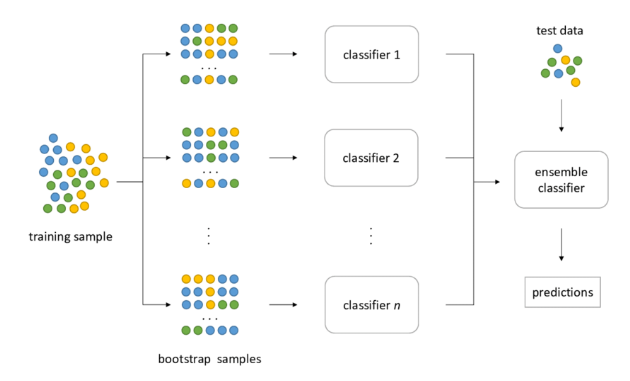 test data
classifier 1
. . .
classifier 2
...
ensemble
classifier
training sample
predictions
classifier n
. . .
bootstrap samples